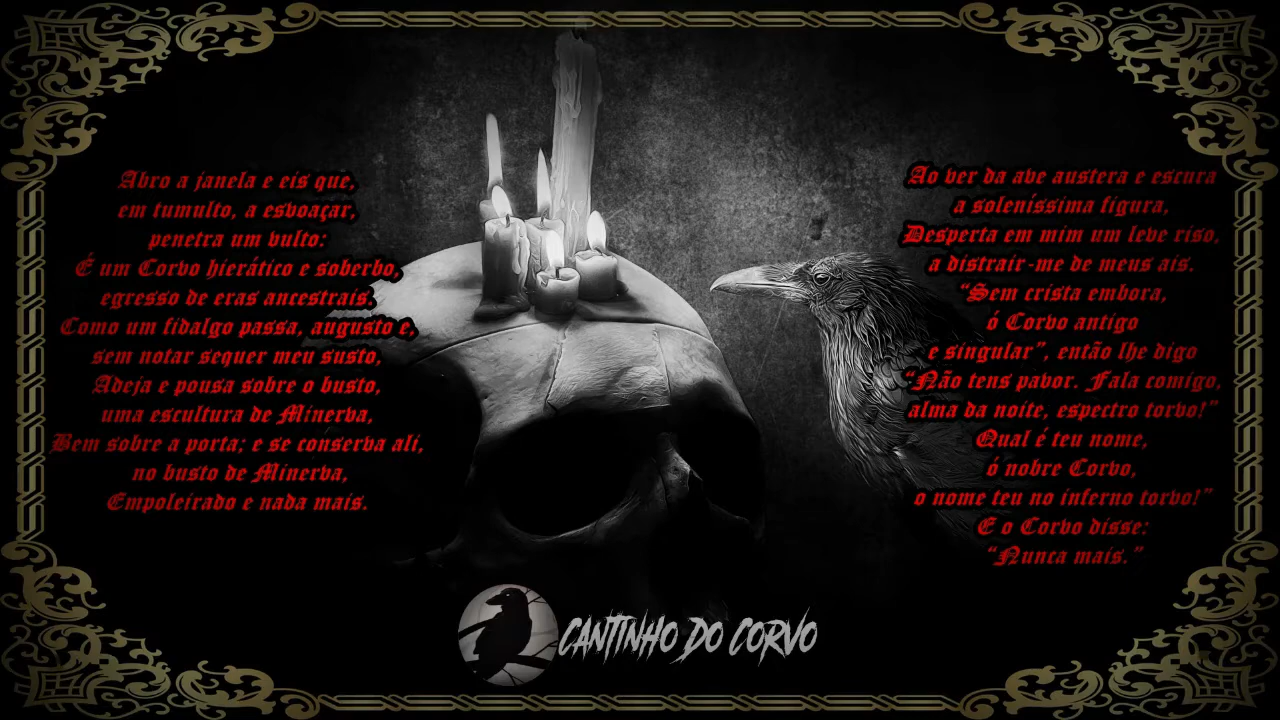 Abro a janela e eis que,
em tumulto, a esvoaçar,
penetra um vulto:
É um Corvo hierático e soberbo,
egresso de eras ancestrais.
Como um fidalgo passa, augusto e,
sem notar sequer meu susto,
Adeja e pousa sobre o busto,
uma escultura de Minerva,
Bem sobre a porta; e se conserva ali,
no busto de Minerva,
Empoleirado e nada mais.
Ao ver da ave austera e escura
a soleníssima figura,
Desperta em mim um leve riso,
a distrair-me de meus ais.
“Sem crista embora,
ó Corvo antigo
e singular”, então lhe digo
“Não tens pavor. Fala comigo,
alma da noite, espectro torvo!”
Qual é teu nome,
ó nobre Corvo,
o nome teu no inferno torvo!”
E o Corvo disse:
“Nunca mais.”
CANTINHO DO CORVO